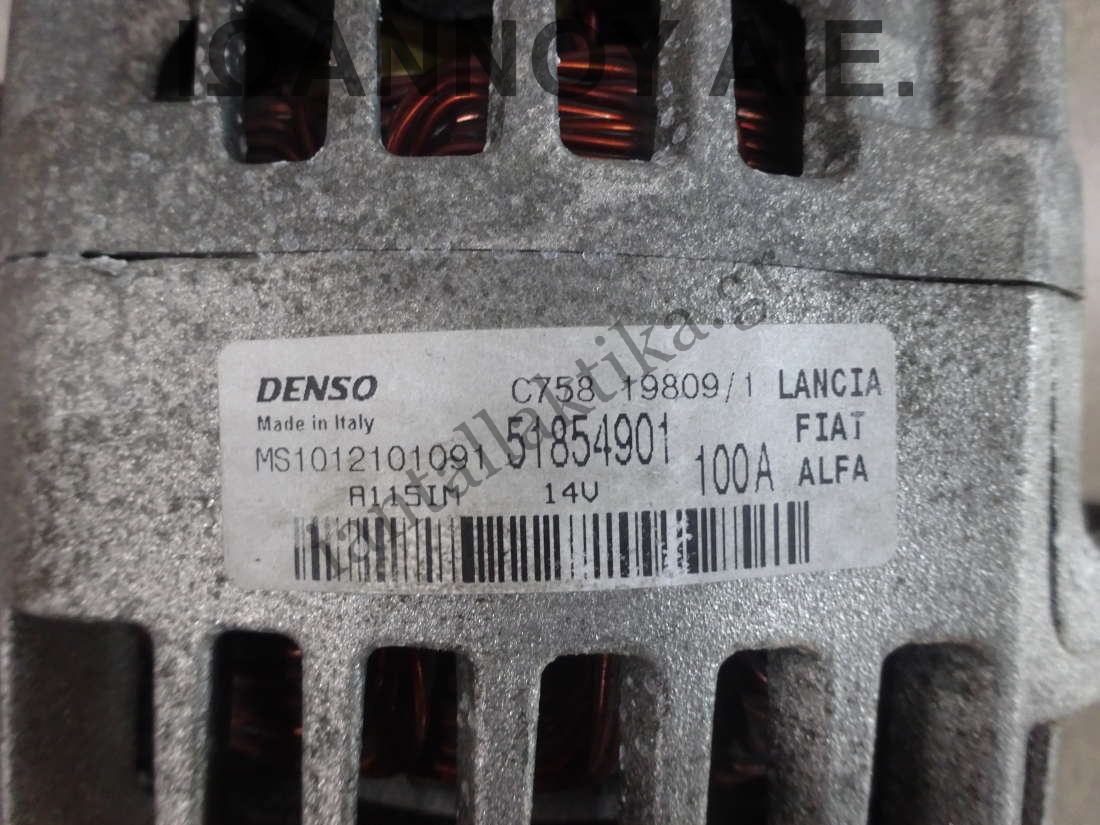 ΙΩΑΝΝΟΥ Α.Ε.
antallaktika.gr
DENSO C758 19809/1 LANCIA
Made in Italy 51854901 FIAT
MS1012101091 100A ALFA
A115IM 14V